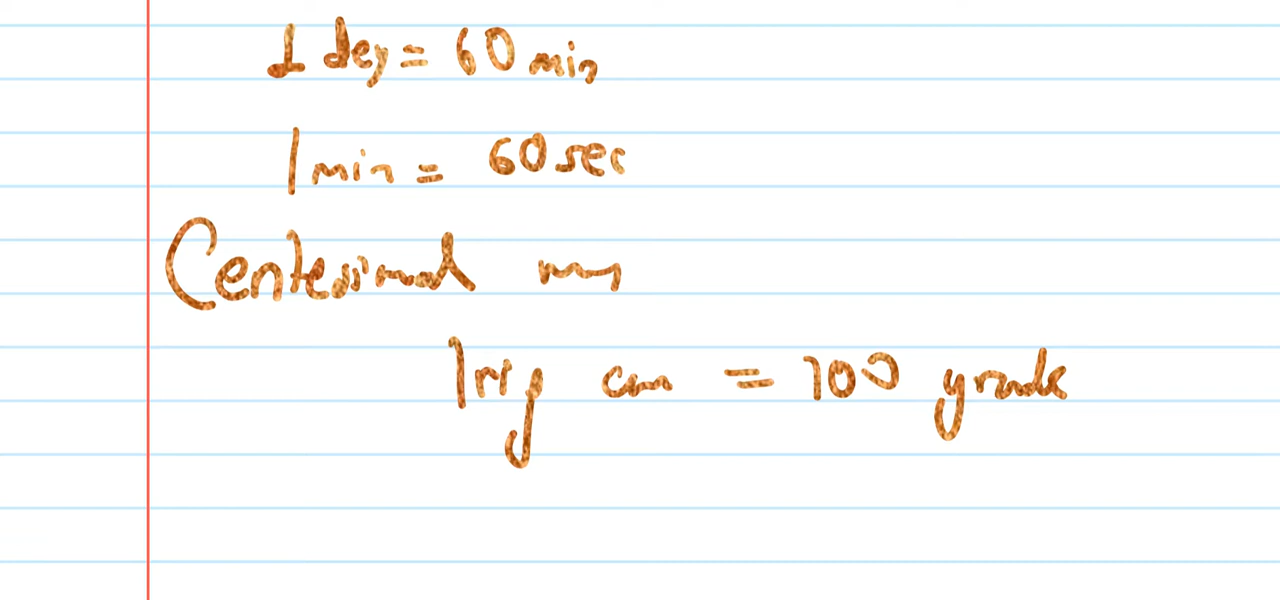 1 deg = 60 min
1 min = 60 sec
Centesimal
= 100 grade